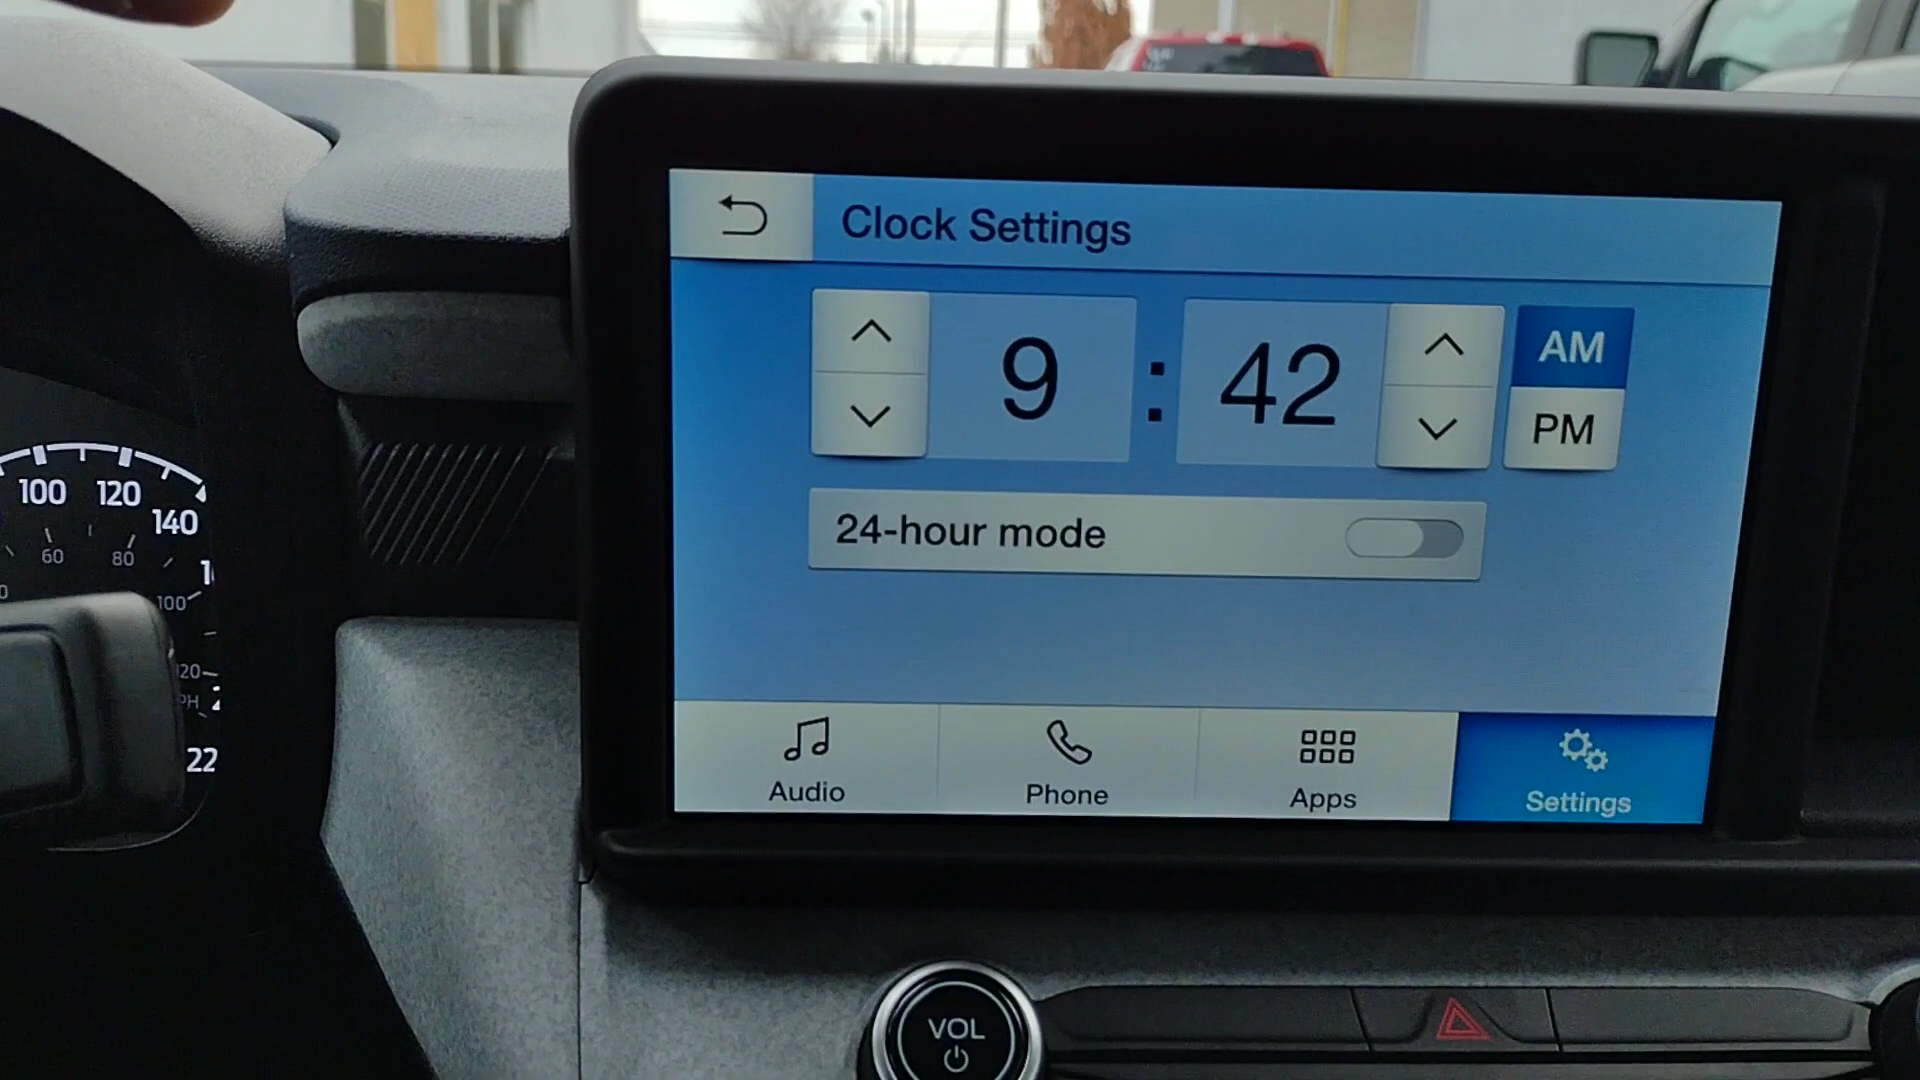 Clock Settings
9 : 42
AM
PM
24-hour mode
Audio
Phone
Apps
Settings
100
120
140
60
80
100
22
VOL